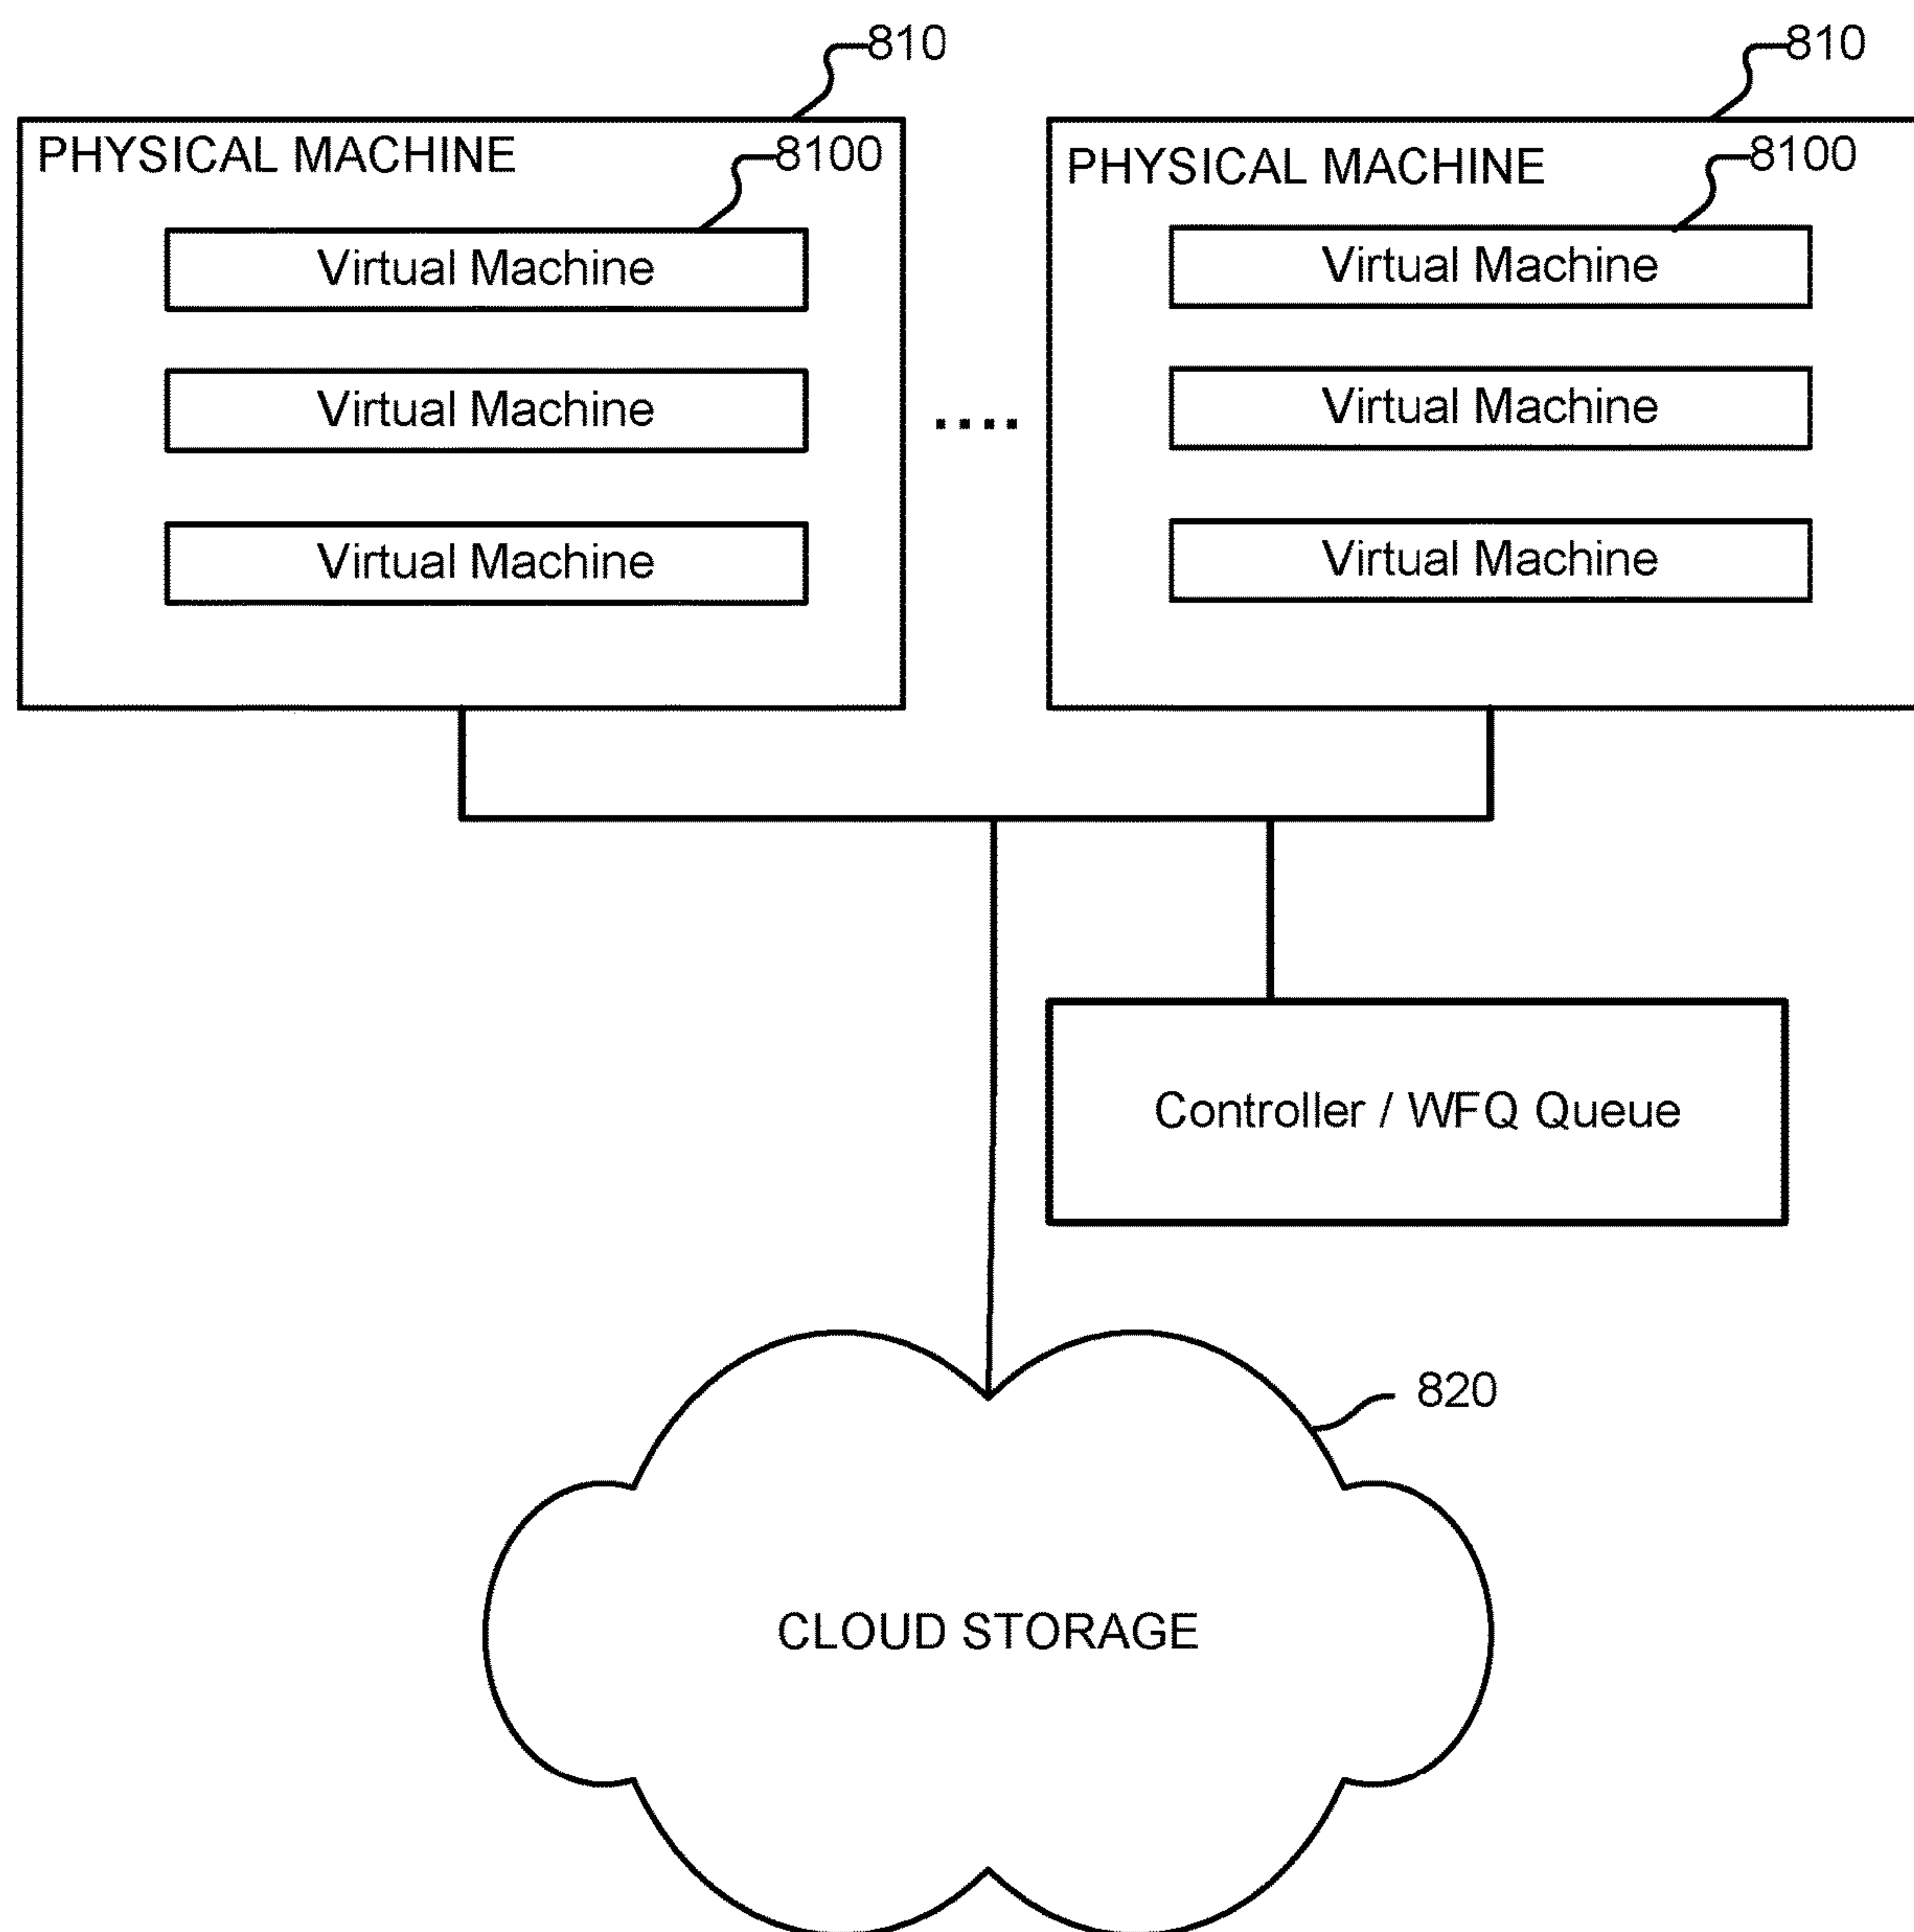 810
810
PHYSICAL MACHINE
8100
PHYSICAL MACHINE
8100
Virtual Machine
Virtual Machine
Virtual Machine
Virtual Machine
....
Virtual Machine
Virtual Machine
Controller / WFQ Queue
820
CLOUD STORAGE